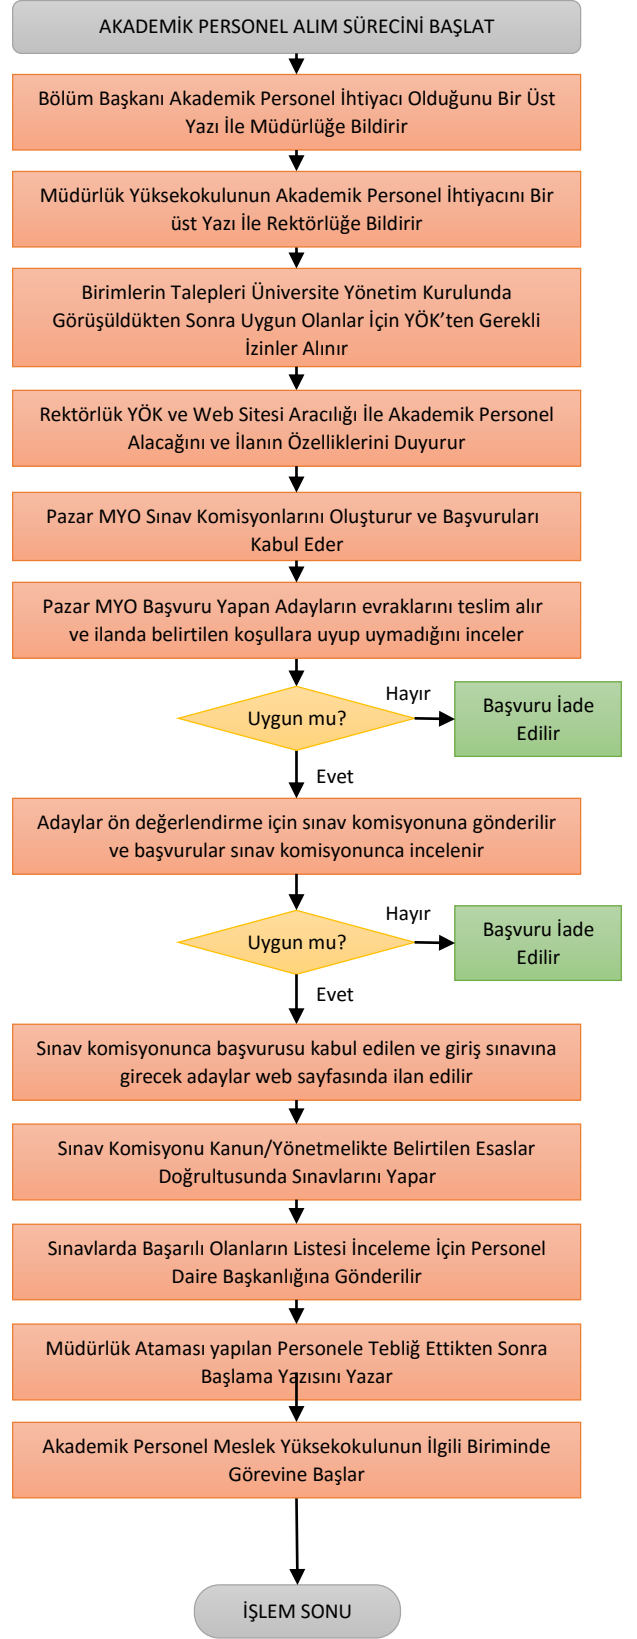 AKADEMİK PERSONEL ALIM SÜRECİNİ BAŞLAT
Bölüm Başkanı Akademik Personel İhtiyacı Olduğunu Bir Üst
Yazı İle Müdürlüğe Bildirir
Müdürlük Yüksekokulunun Akademik Personel İhtiyacını Bir
üst Yazı İle Rektörlüğe Bildirir
Birimlerin Talepleri Üniversite Yönetim Kurulunda
Görüşüldükten Sonra Uygun Olanlar İçin YÖK’ten Gerekli
İzinler Alınır
Rektörlük YÖK ve Web Sitesi Aracılığı İle Akademik Personel
Alacağını ve İlanın Özelliklerini Duyurur
Pazar MYO Sınav Komisyonlarını Oluşturur ve Başvuruları
Kabul Eder
Pazar MYO Başvuru Yapan Adayların evraklarını teslim alır
ve ilanda belirtilen koşullara uyup uymadığını inceler
Uygun mu?
Hayır
Başvuru İade
Edilir
Evet
Adaylar ön değerlendirme için sınav komisyonuna gönderilir
ve başvurular sınav komisyonunca incelenir
Uygun mu?
Hayır
Başvuru İade
Edilir
Evet
Sınav komisyonunca başvurusu kabul edilen ve giriş sınavına
girecek adaylar web sayfasında ilan edilir
Sınav Komisyonu Kanun/Yönetmelikte Belirtilen Esaslar
Doğrultusunda Sınavlarını Yapar
Sınavlarda Başarılı Olanların Listesi İnceleme İçin Personel
Daire Başkanlığına Gönderilir
Müdürlük Ataması yapılan Personele Tebliğ Ettikten Sonra
Başlama Yazısını Yazar
Akademik Personel Meslek Yüksekokulunun İlgili Biriminde
Görevine Başlar
İŞLEM SONU